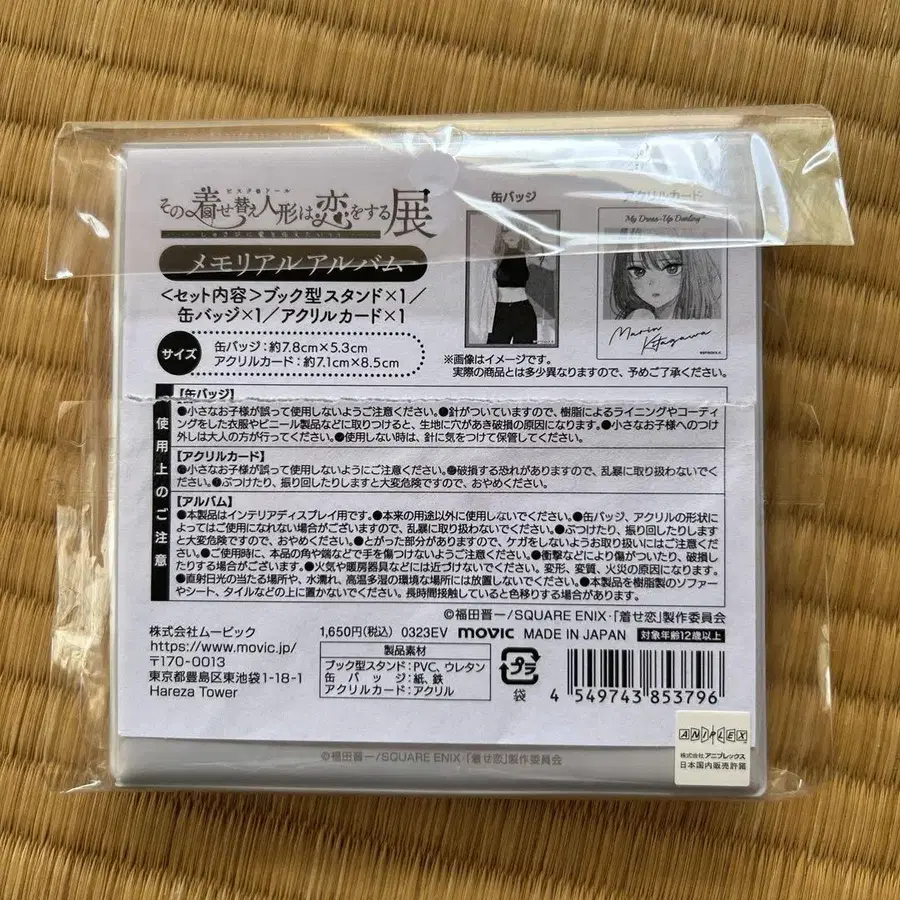 ビスク・ドール
その着せ替え人形は恋をする展
メモリアルアルバム
<セット内容>ブック型スタンド×1/
缶バッジ×1/アクリルカード×1
サイズ
缶バッジ:約7.8cm×5.3cm
アクリルカード:約7.1cm×8.5cm
缶バッジ
アクリルカード
My Dress-Up Darling
Marin Kitagawa
※画像はイメージです。
実際の商品とは多少異なりますので、予めご了承ください。
使用上のご注意
【缶バッジ】
●小さなお子様が誤って使用しないようご注意ください。●針がついていますので、樹脂によるライニングやコーティ
ングをした衣服やビニール製品などに取りつけると、生地に穴があき破損の原因になります。●小さなお子様へのつけ
外しは大人の方が行ってください。●使用しない時は、針に気をつけて保管してください。
【アクリルカード】
●小さなお子様が誤って使用しないようにご注意ください。●破損する恐れがありますので、乱暴に取り扱わないでく
ださい。●ぶつけたり、振り回したりしますと大変危険ですので、おやめください。
【アルバム】
●本製品はインテリアディスプレイ用です。●本来の用途以外に使用しないでください。●缶バッジ、アクリルの形状に
よってはご使用になれない場合がございますので、乱暴に取り扱わないでください。●ぶつけたり、振り回したりします
と大変危険ですので、おやめください。●とがった部分がありますので、ケガをしないようお取り扱いにはご注意くださ
い。●ご使用時に、本品の角や端などで手を傷つけないようご注意ください。●衝撃などにより傷がついたり、破損し
たりする場合がございます。●火気や暖房器具などには近づけないでください。変形、変質、火災の原因になります。
●直射日光の当たる場所や、水濡れ、高温多湿の環境な場所には放置しないでください。●本製品を樹脂製のソファー
やシート、タイルなどの上に置かないでください。長時間接触していると色移りする場合があります。
©福田晋一/SQUARE ENIX・「着せ恋」製作委員会
株式会社ムービック
https://www.movic.jp/
〒170-0013
東京都豊島区東池袋1-18-1
Hareza Tower
1,650円(税込) 0323EV movic MADE IN JAPAN 対象年齢12歳以上
製品素材
ブック型スタンド:PVC、ウレタン
缶バッジ:紙、鉄
アクリルカード:アクリル
プラ
袋
4 549743 853796
ANIPLEX
株式会社アニプレックス
日本国内販売許諾
©福田晋一/SQUARE ENIX・「着せ恋」製作委員会